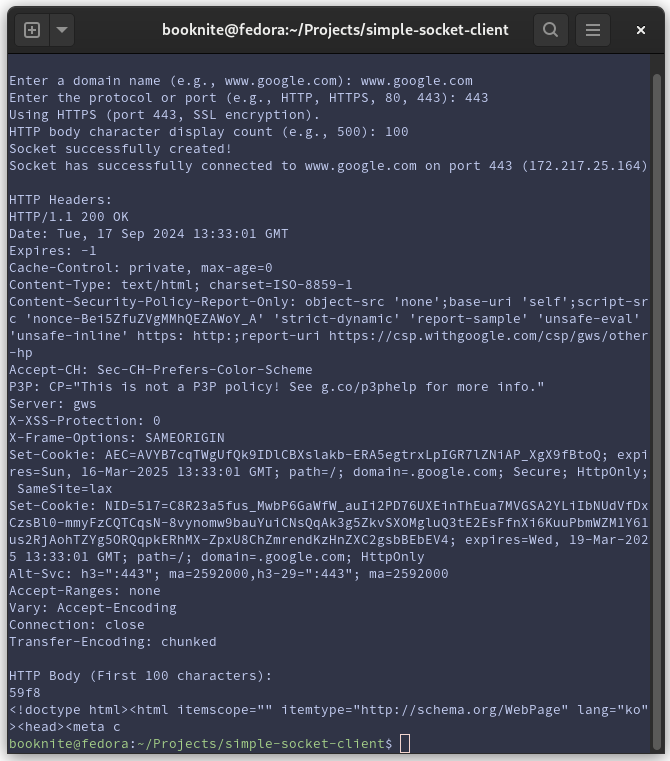 booknite@fedora:~/Projects/simple-socket-client
Enter a domain name (e.g., www.google.com): www.google.com
Enter the protocol or port (e.g., HTTP, HTTPS, 80, 443): 443
Using HTTPS (port 443, SSL encryption).
HTTP body character display count (e.g., 500): 100
Socket successfully created!
Socket has successfully connected to www.google.com on port 443 (172.217.25.164)
HTTP Headers:
HTTP/1.1 200 OK
Date: Tue, 17 Sep 2024 13:33:01 GMT
Expires: -1
Cache-Control: private, max-age=0
Content-Type: text/html; charset=ISO-8859-1
Content-Security-Policy-Report-Only: object-src 'none';base-uri 'self';script-sr
c 'nonce-Bei5ZfuZVgMMhQEZAWoY_A' 'strict-dynamic' 'report-sample' 'unsafe-eval'
'unsafe-inline' https: http:;report-uri https://csp.withgoogle.com/csp/gws/other
-hp
Accept-CH: Sec-CH-Prefers-Color-Scheme
P3P: CP="This is not a P3P policy! See g.co/p3phelp for more info."
Server: gws
X-XSS-Protection: 0
X-Frame-Options: SAMEORIGIN
Set-Cookie: AEC=AVYB7cqTWgUfQk9IDlCBXslakb-ERA5egtrxLpIGR7lZNiAP_XgX9fBtoQ; expi
res=Sun, 16-Mar-2025 13:33:01 GMT; path=/; domain=.google.com; Secure; HttpOnly;
SameSite=lax
Set-Cookie: NID=517=C8R23a5fus_MwbP6GaWfW_auIi2PD76UXEinThEua7MVGSA2YLiIbNUdVfDx
CzsBl0-mmyFzCQTCqsN-8vynomw9bauYuiCNsQqAk3g5ZkvSXOMgluQ3tE2EsFfnXi6KuuPbmWZM1Y61
us2RjAohTZYg5ORQqpkERhMX-ZpxU8ChZmrendKzHnZXC2gsbBEbEV4; expires=Wed, 19-Mar-202
5 13:33:01 GMT; path=/; domain=.google.com; HttpOnly
Alt-Svc: h3=":443"; ma=2592000,h3-29=":443"; ma=2592000
Accept-Ranges: none
Vary: Accept-Encoding
Connection: close
Transfer-Encoding: chunked
HTTP Body (First 100 characters):
59f8
<!doctype html><html itemscope="" itemtype="http://schema.org/WebPage" lang="ko"
><head><meta c
booknite@fedora:~/Projects/simple-socket-client$